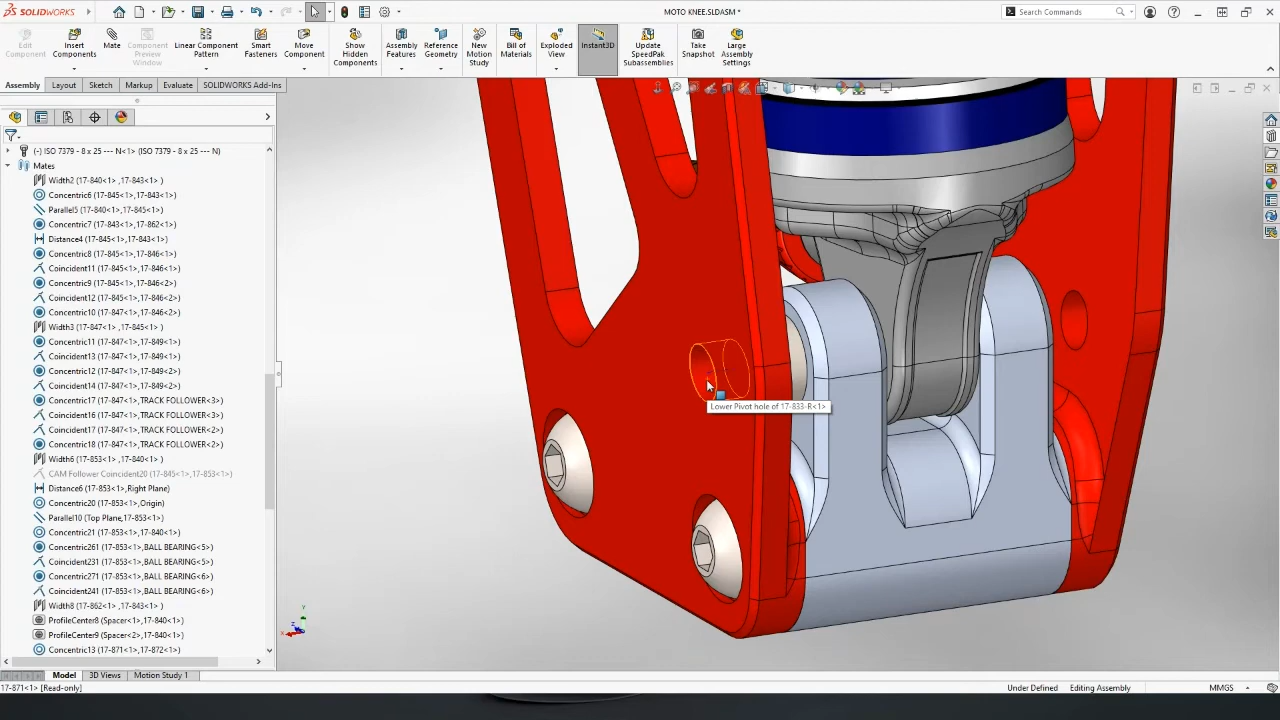 SOLIDWORKS
MOTO KNEE.SLDASM *
Search Commands
Edit Component
Insert Components
Mate
Component Preview Window
Linear Component Pattern
Smart Fasteners
Move Component
Show Hidden Components
Assembly Features
Reference Geometry
New Motion Study
Bill of Materials
Exploded View
Instant3D
Update SpeedPak Subassemblies
Take Snapshot
Large Assembly Settings
Assembly
Layout
Sketch
Markup
Evaluate
SOLIDWORKS Add-Ins
(-) ISO 7379 - 8 x 25 --- N<1> (ISO 7379 - 8 x 25 --- N)
Mates
Width2 (17-840<1> ,17-843<1> )
Concentric6 (17-845<1>,17-843<1>)
Parallel5 (17-840<1>,17-845<1>)
Concentric7 (17-843<1>,17-862<1>)
Distance4 (17-845<1>,17-843<1>)
Concentric8 (17-845<1>,17-846<1>)
Coincident11 (17-845<1>,17-846<1>)
Concentric9 (17-845<1>,17-846<2>)
Coincident12 (17-845<1>,17-846<2>)
Concentric10 (17-845<1>,17-846<2>)
Width3 (17-847<1> ,17-845<1> )
Concentric11 (17-847<1>,17-849<1>)
Coincident13 (17-847<1>,17-849<1>)
Concentric12 (17-847<1>,17-849<2>)
Coincident14 (17-847<1>,17-849<2>)
Concentric17 (17-847<1>,TRACK FOLLOWER<3>)
Coincident16 (17-847<1>,TRACK FOLLOWER<3>)
Coincident17 (17-847<1>,TRACK FOLLOWER<2>)
Concentric18 (17-847<1>,TRACK FOLLOWER<2>)
Width6 (17-853<1> ,17-840<1> )
CAM Follower Coincident20 (17-845<1>,17-853<1>)
Distance6 (17-853<1>,Right Plane)
Concentric20 (17-853<1>,Origin)
Parallel10 (Top Plane,17-853<1>)
Concentric21 (17-853<1>,17-840<1>)
Concentric261 (17-853<1>,BALL BEARING<5>)
Coincident231 (17-853<1>,BALL BEARING<5>)
Concentric271 (17-853<1>,BALL BEARING<6>)
Coincident241 (17-853<1>,BALL BEARING<6>)
Width8 (17-862<1> ,17-843<1> )
ProfileCenter8 (Spacer<1>,17-840<1>)
ProfileCenter9 (Spacer<2>,17-840<1>)
Concentric13 (17-871<1>,17-872<1>)
Lower Pivot hole of 17-833-R<1>
Y
X
Z
Model
3D Views
Motion Study 1
17-871<1> [Read-only]
Under Defined
Editing Assembly
MMGS